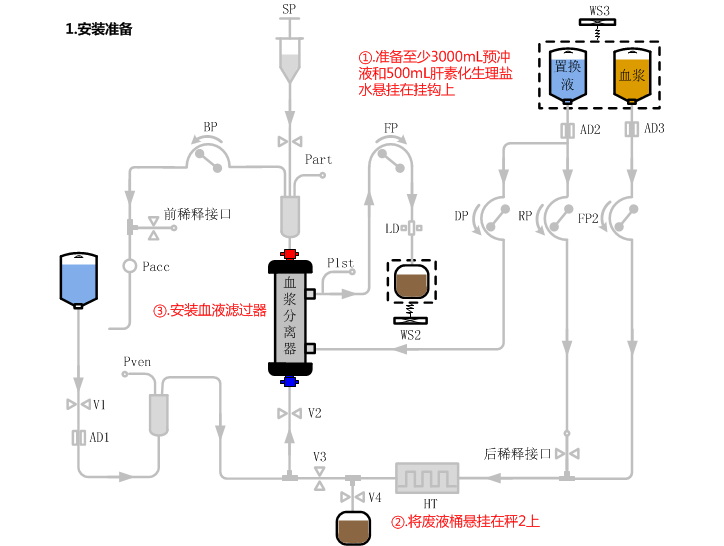 SP
WS3
1.安装准备
①.准备至少3000mL预冲
液和500mL肝素化生理盐
水悬挂在挂钩上
置换
液
血浆
BP
FP
AD2
AD3
Part
前稀释接口
LD
DP
RP
FP2
Pacc
P1st
血
浆
分
离
器
③.安装血液滤过器
WS2
Pven
V1
V2
AD1
V3
后稀释接口
V4
HT
②.将废液桶悬挂在秤2上